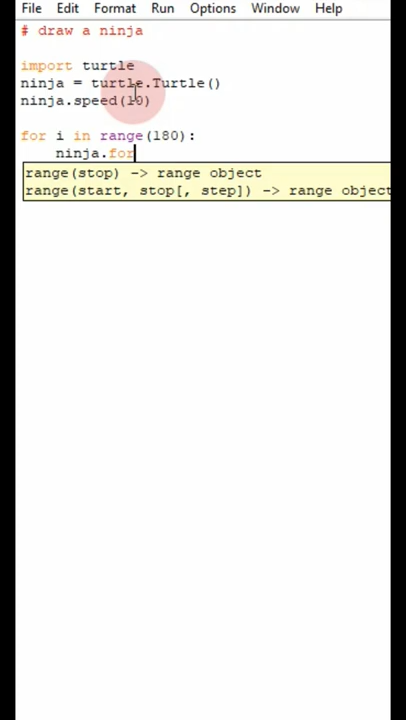 File Edit Format Run Options Window Help
# draw a ninja
import turtle
ninja = turtle.Turtle()
ninja.speed(10)
for i in range(180):
ninja.for
range(stop) -> range object
range(start, stop[, step]) -> range object